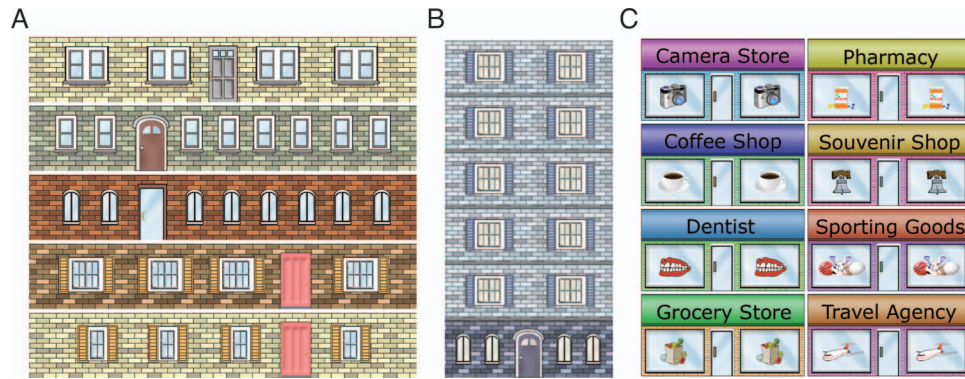 A
B
C
Camera Store
Pharmacy
Coffee Shop
Souvenir Shop
Dentist
Sporting Goods
Grocery Store
Travel Agency